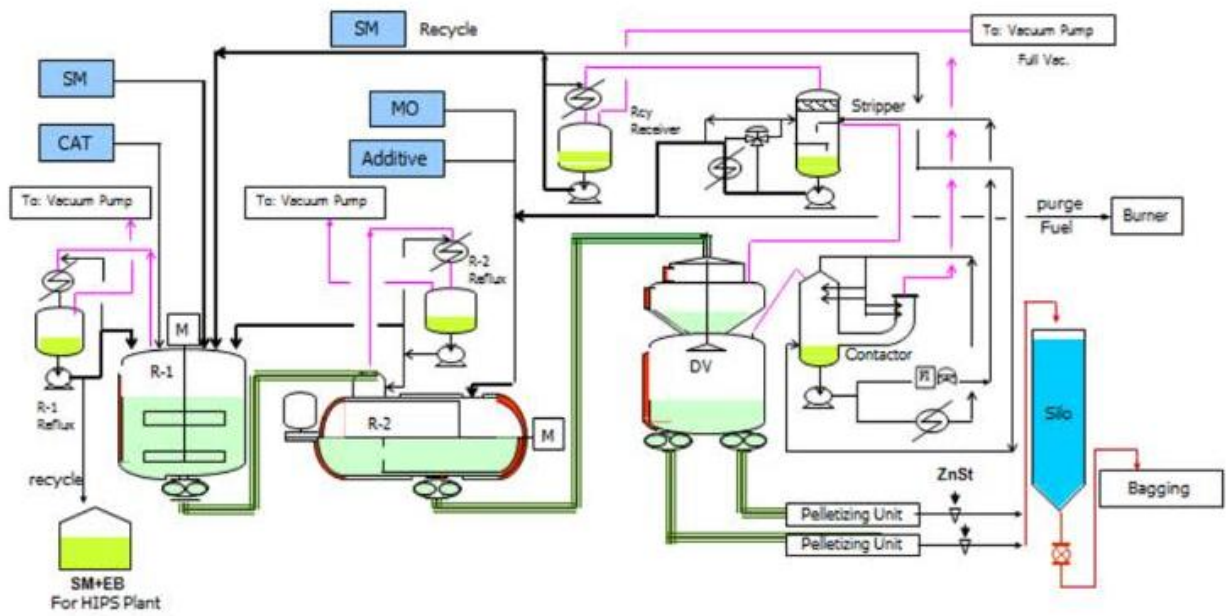 SM Recycle
To: Vacuum Pump
Full Vac.
SM
MO
Rcy
Receiver
Stripper
CAT
Additive
To: Vacuum Pump
To: Vacuum Pump
purge
Fuel
Burner
R-2
Reflux
M
R-1
DV
Contactor
R-1
Reflux
R-2
M
Silo
recycle
ZnSt
Bagging
Pelletizing Unit
Pelletizing Unit
SM+EB
For HIPS Plant